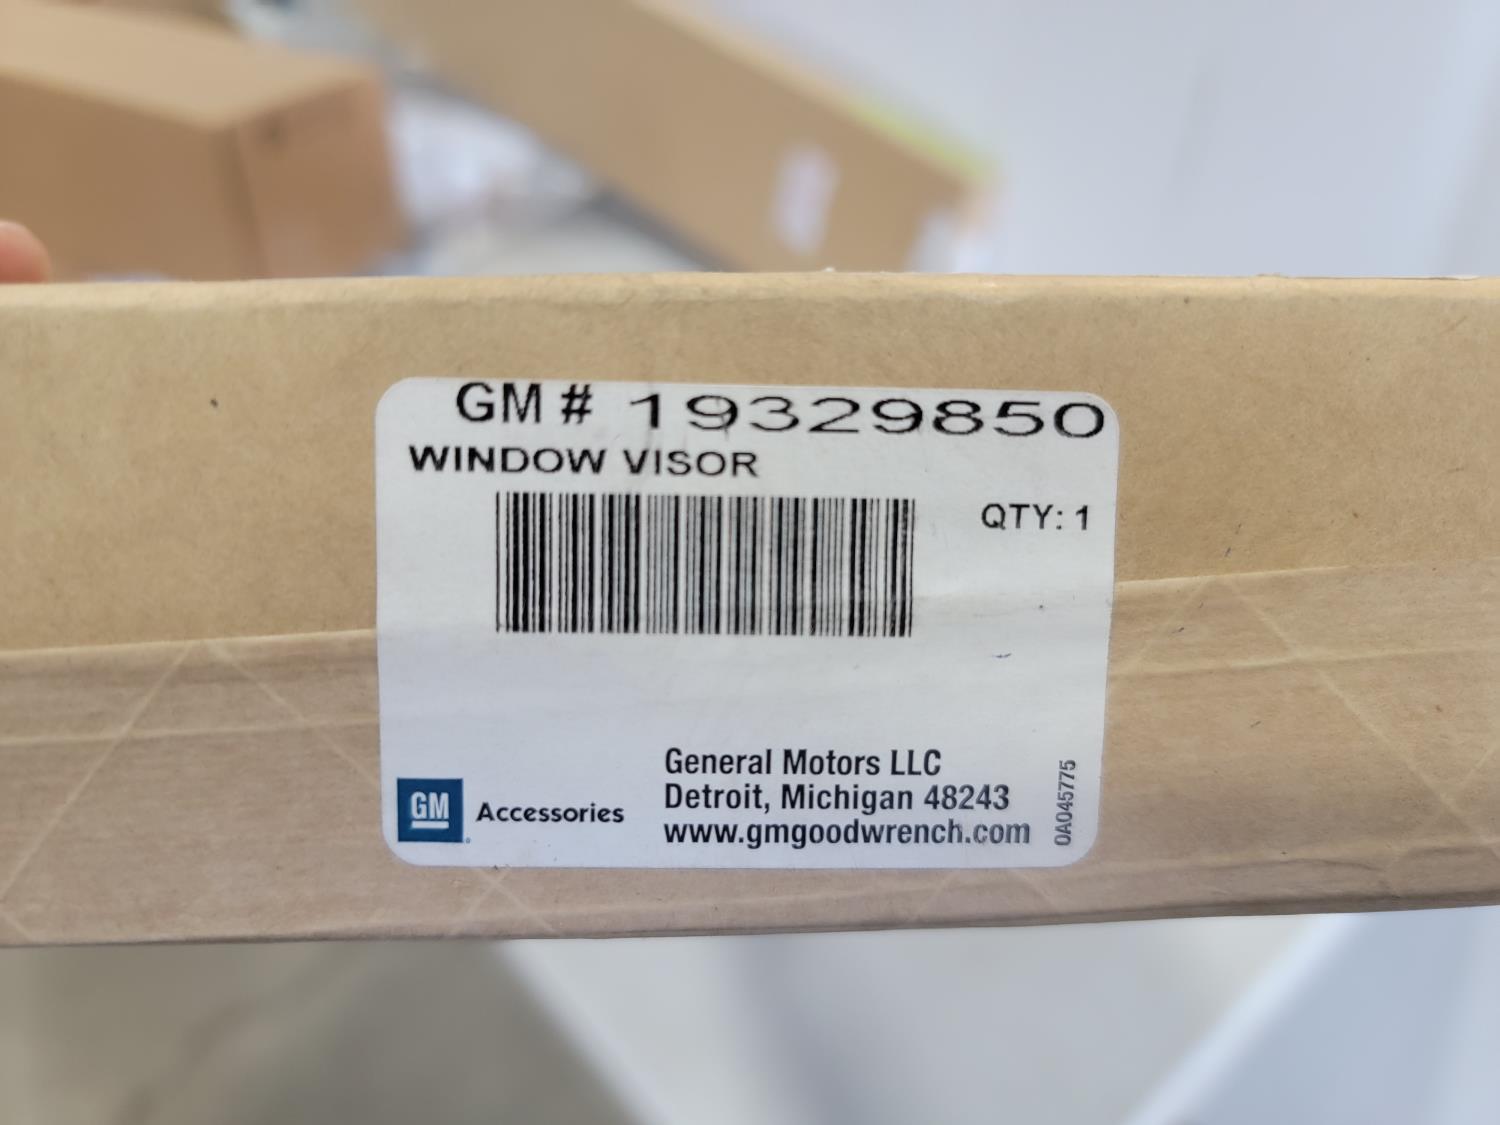 GM # 19329850
WINDOW VISOR
QTY: 1
GM Accessories
General Motors LLC
Detroit, Michigan 48243
www.gmgoodwrench.com
0A045775